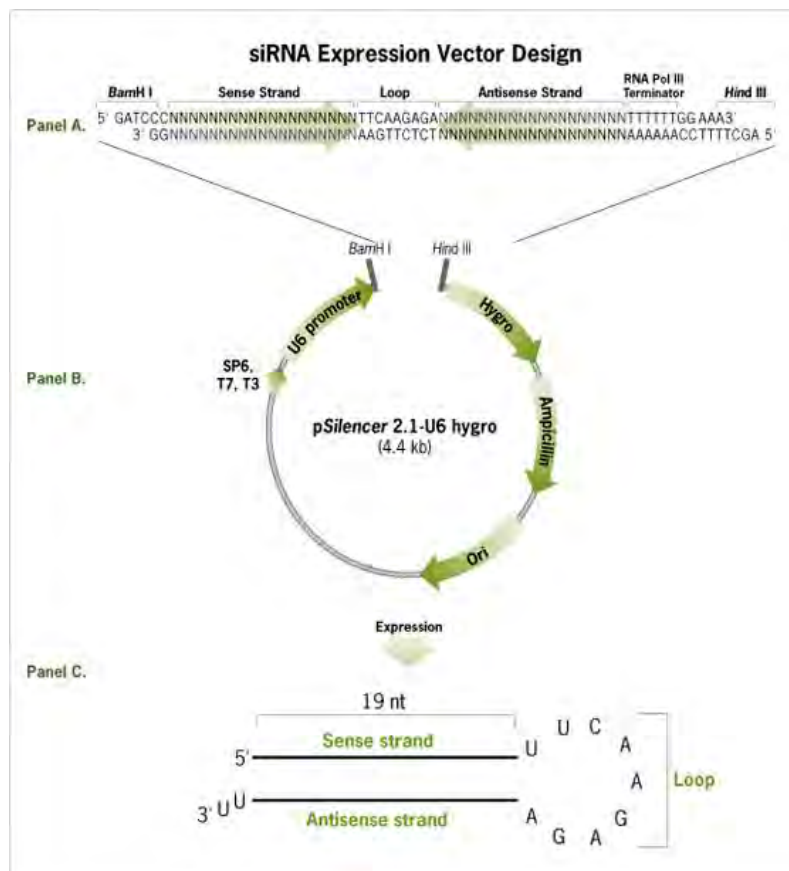 siRNA Expression Vector Design
BamH I Sense Strand Loop Antisense Strand RNA Pol III Terminator Hind III
Panel A.
5' GATCCCNNNNNNNNNNNNNNNNNNNTTCAAGAGANNNNNNNNNNNNNNNNNNNTTTTTTGGAAA3'
3' GGNNNNNNNNNNNNNNNNNNNAAGTTCTCTNNNNNNNNNNNNNNNNNNNAAAAAACCTTTTCGA 5'
BamH I Hind III
U6 promoter Hygro
Panel B.
SP6,
T7, T3
Ampicillin
pSilencer 2.1-U6 hygro
(4.4 kb)
Ori
Expression
Panel C.
19 nt
Sense strand
5'
U U C A A G A G A
Loop
3' U U
Antisense strand